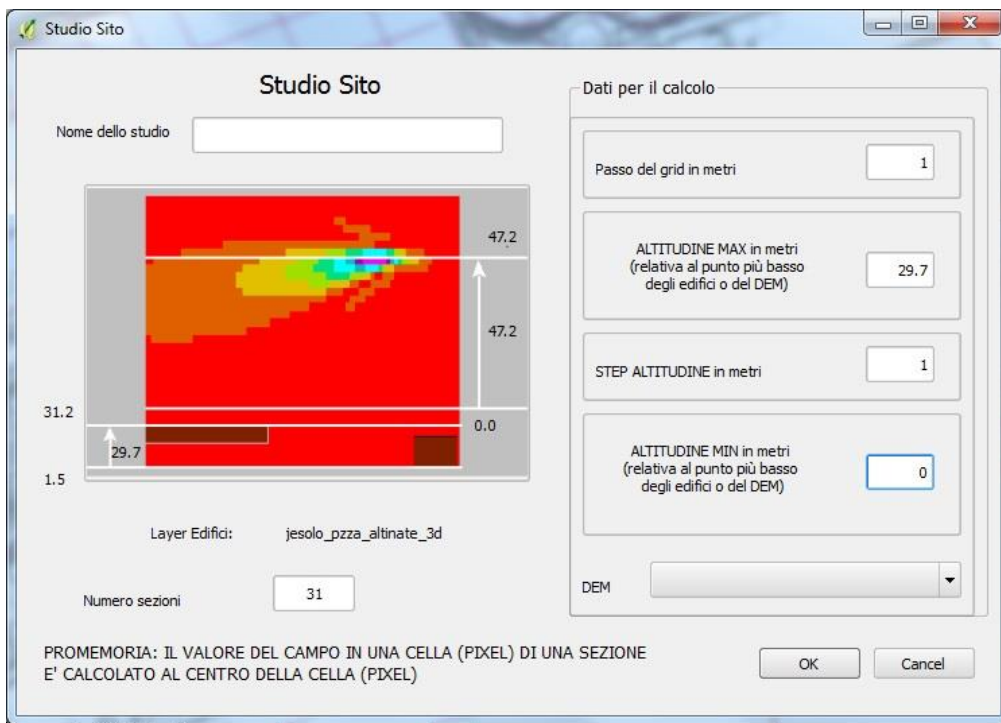 Studio Sito
Studio Sito
Nome dello studio
47.2
47.2
31.2
0.0
29.7
1.5
Layer Edifici: jesolo_pzza_altinate_3d
Numero sezioni 31
Dati per il calcolo
Passo del grid in metri 1
ALTITUDINE MAX in metri
(relativa al punto più basso
degli edifici o del DEM)
29.7
STEP ALTITUDINE in metri 1
ALTITUDINE MIN in metri
(relativa al punto più basso
degli edifici o del DEM)
0
DEM
PROMEMORIA: IL VALORE DEL CAMPO IN UNA CELLA (PIXEL) DI UNA SEZIONE
E' CALCOLATO AL CENTRO DELLA CELLA (PIXEL)
OK Cancel